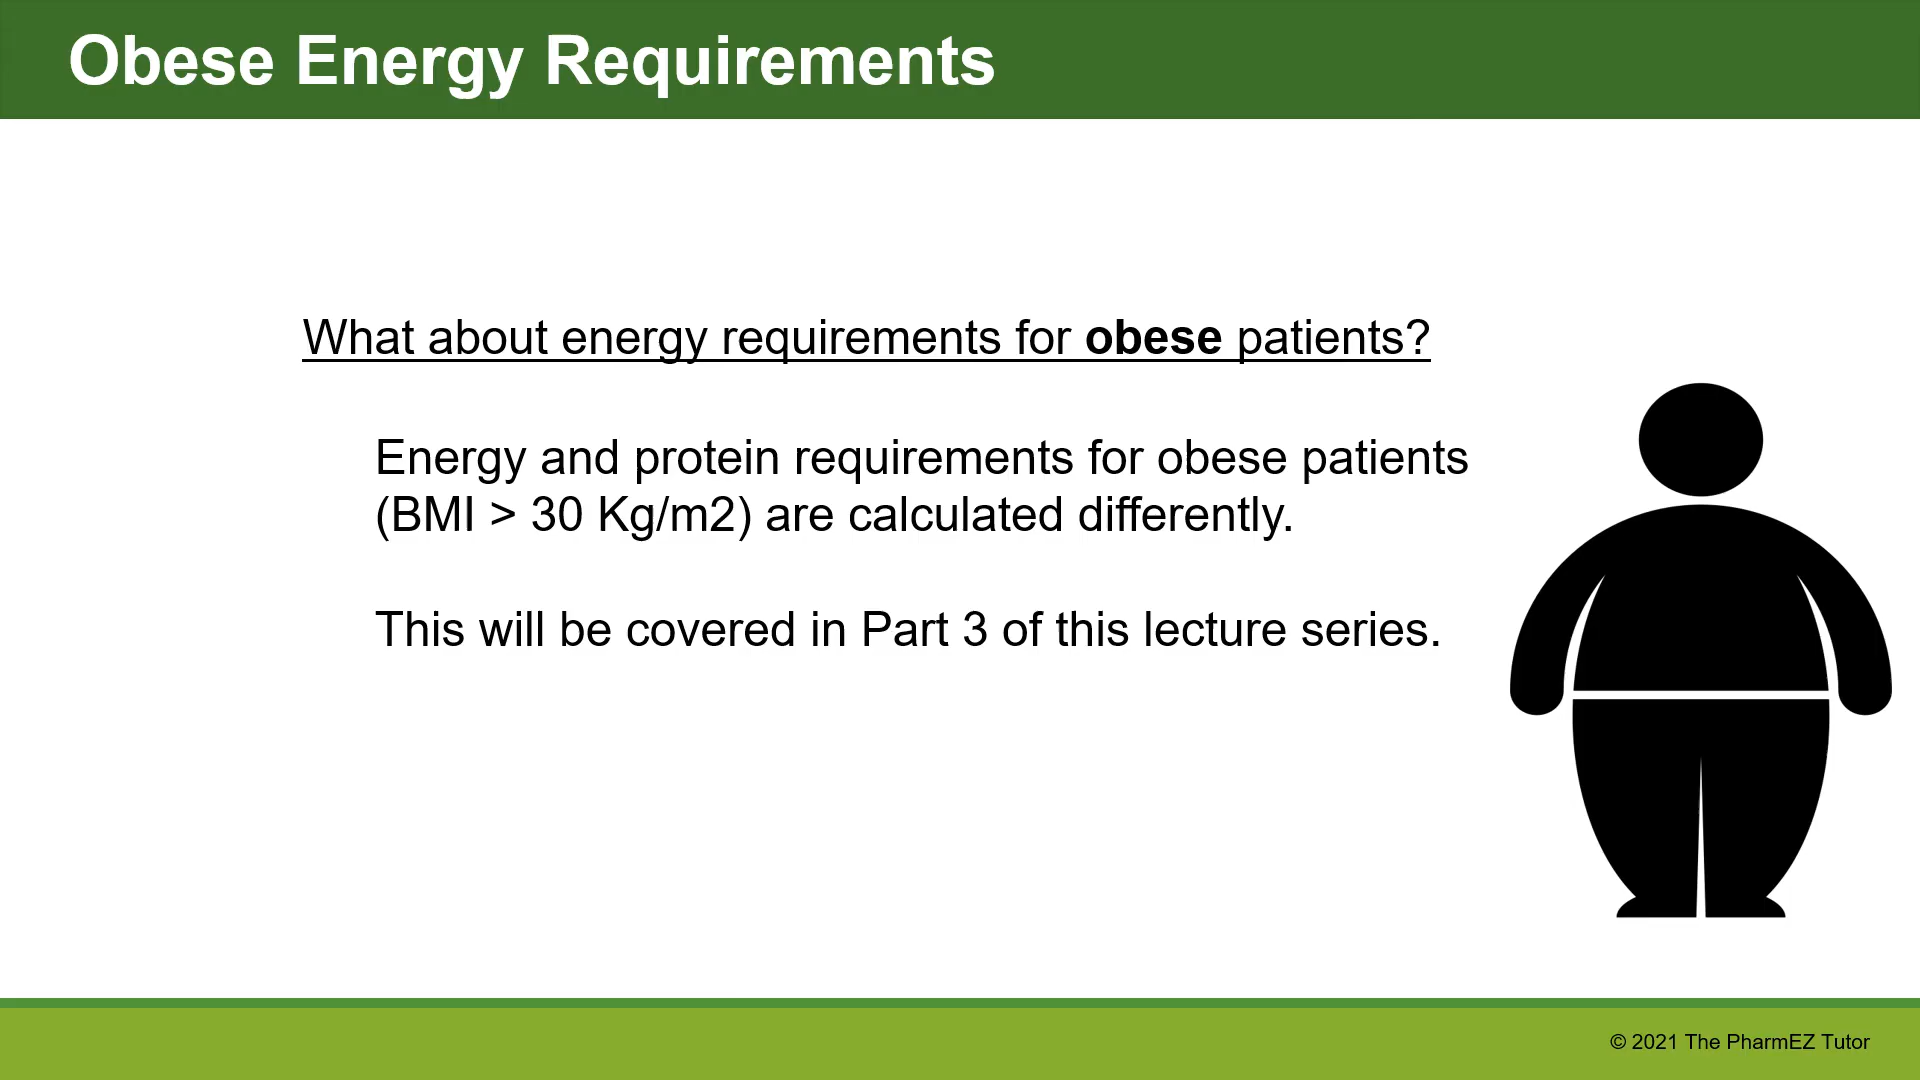 Obese Energy Requirements
What about energy requirements for obese patients?
Energy and protein requirements for obese patients
(BMI > 30 Kg/m2) are calculated differently.
This will be covered in Part 3 of this lecture series.
© 2021 The PharmEZ Tutor